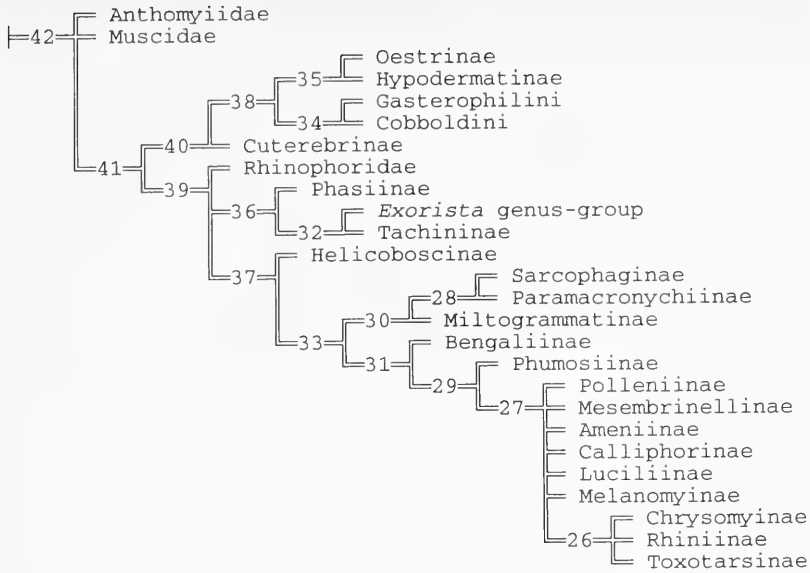 Anthomyiidae
42 Muscidae
Oestrinae
35 Hypodermatinae
38 Gasterophilini
34 Cobboldini
40 Cuterebrinae
41 Rhinophoridae
39 Phasiinae
36 Exorista genus-group
32 Tachininae
Helicoboscinae
37 Sarcophaginae
28 Paramacronychiinae
30 Miltogrammatinae
33 Bengaliinae
31 Phumosiinae
29 Polleniinae
27 Mesembrinellinae
Ameniinae
Calliphorinae
Luciliinae
Melanomyinae
Chrysomyinae
26 Rhiniinae
Toxotarsinae